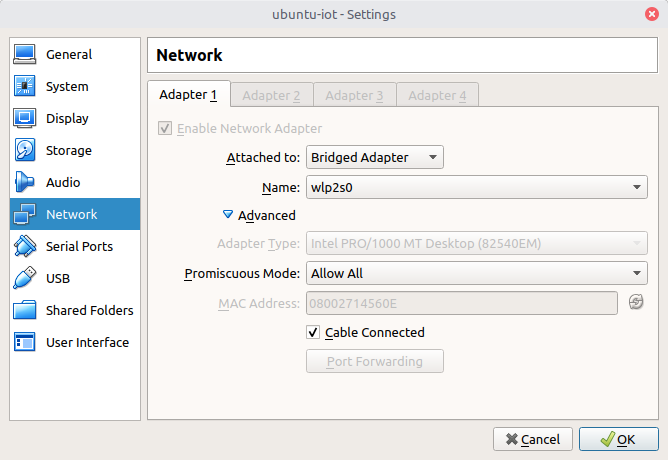 ubuntu-iot - Settings
General
System
Display
Storage
Audio
Network
Serial Ports
USB
Shared Folders
User Interface
Network
Adapter 1 Adapter 2 Adapter 3 Adapter 4
Enable Network Adapter
Attached to: Bridged Adapter
Name: wlp2s0
Advanced
Adapter Type: Intel PRO/1000 MT Desktop (82540EM)
Promiscuous Mode: Allow All
MAC Address: 08002714560E
Cable Connected
Port Forwarding
Cancel OK